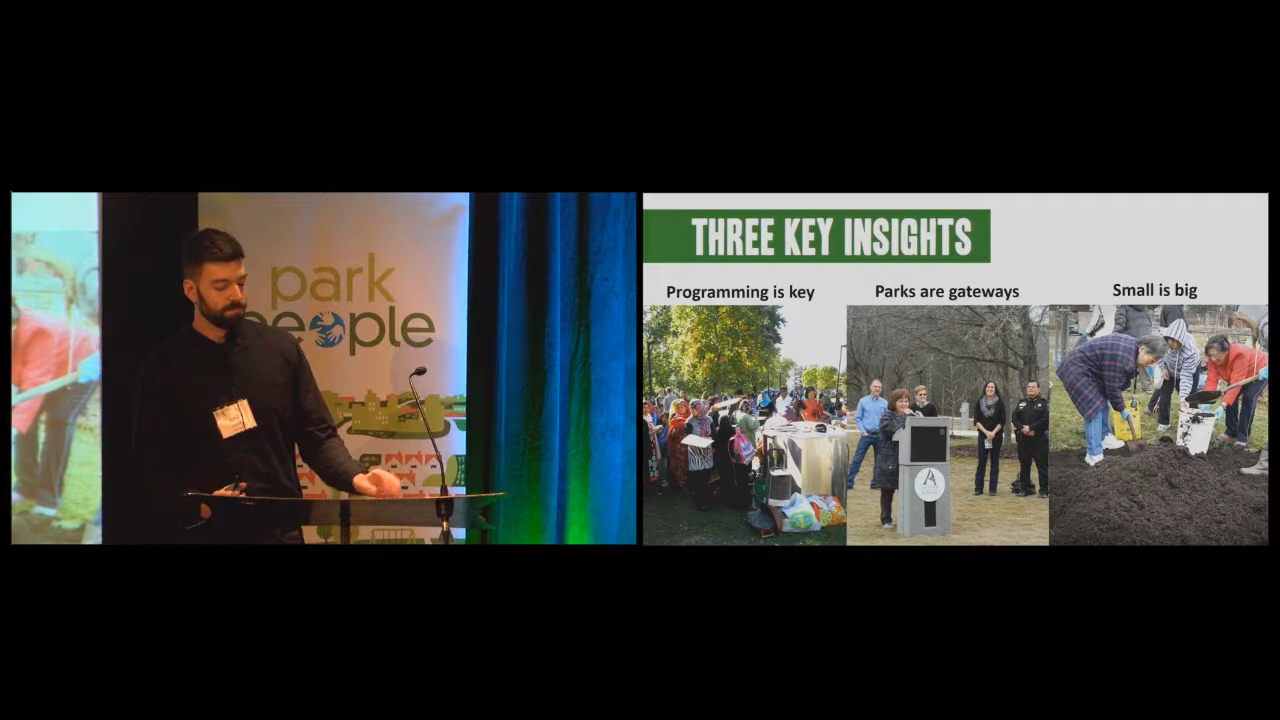 park
people
THREE KEY INSIGHTS
Programming is key
Parks are gateways
Small is big